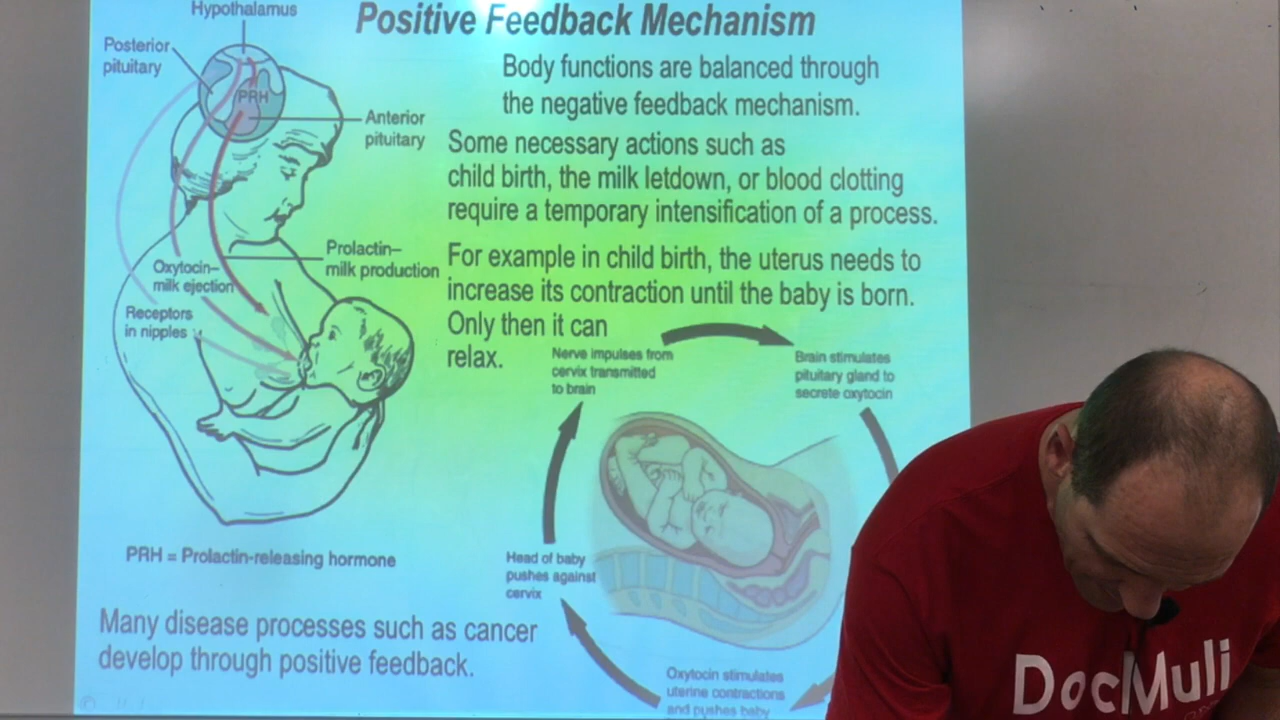 Positive Feedback Mechanism
Hypothalamus
Posterior
pituitary
PRH
Anterior
pituitary
Body functions are balanced through
the negative feedback mechanism.
Some necessary actions such as
child birth, the milk letdown, or blood clotting
require a temporary intensification of a process.
Prolactin–
milk production
Oxytocin–
milk ejection
Receptors
in nipples
For example in child birth, the uterus needs to
increase its contraction until the baby is born.
Only then it can
relax.
Nerve impulses from
cervix transmitted
to brain
Brain stimulates
pituitary gland to
secrete oxytocin
Head of baby
pushes against
cervix
Oxytocin stimulates
uterine contractions
and pushes baby
PRH = Prolactin-releasing hormone
Many disease processes such as cancer
develop through positive feedback.
DocMuli